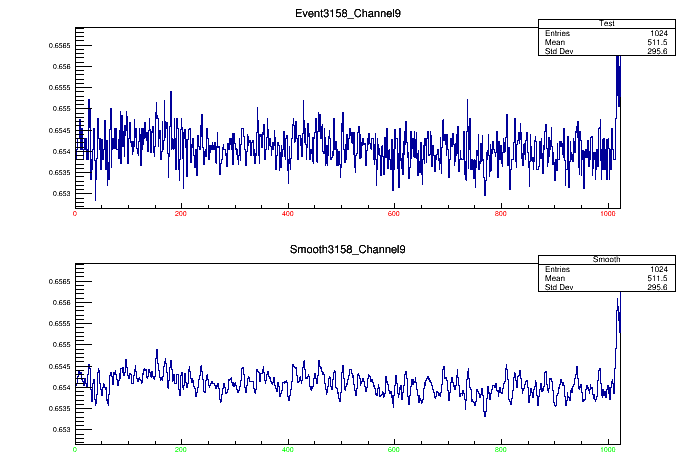 Event3158_Channel9
Test
Entries 1024
Mean 511.5
Std Dev 295.6
0.6565
0.656
0.6555
0.655
0.6545
0.654
0.6535
0.653
0 200 400 600 800 1000
Smooth3158_Channel9
Smooth
Entries 1024
Mean 511.5
Std Dev 295.6
0.6565
0.656
0.6555
0.655
0.6545
0.654
0.6535
0.653
0 200 400 600 800 1000